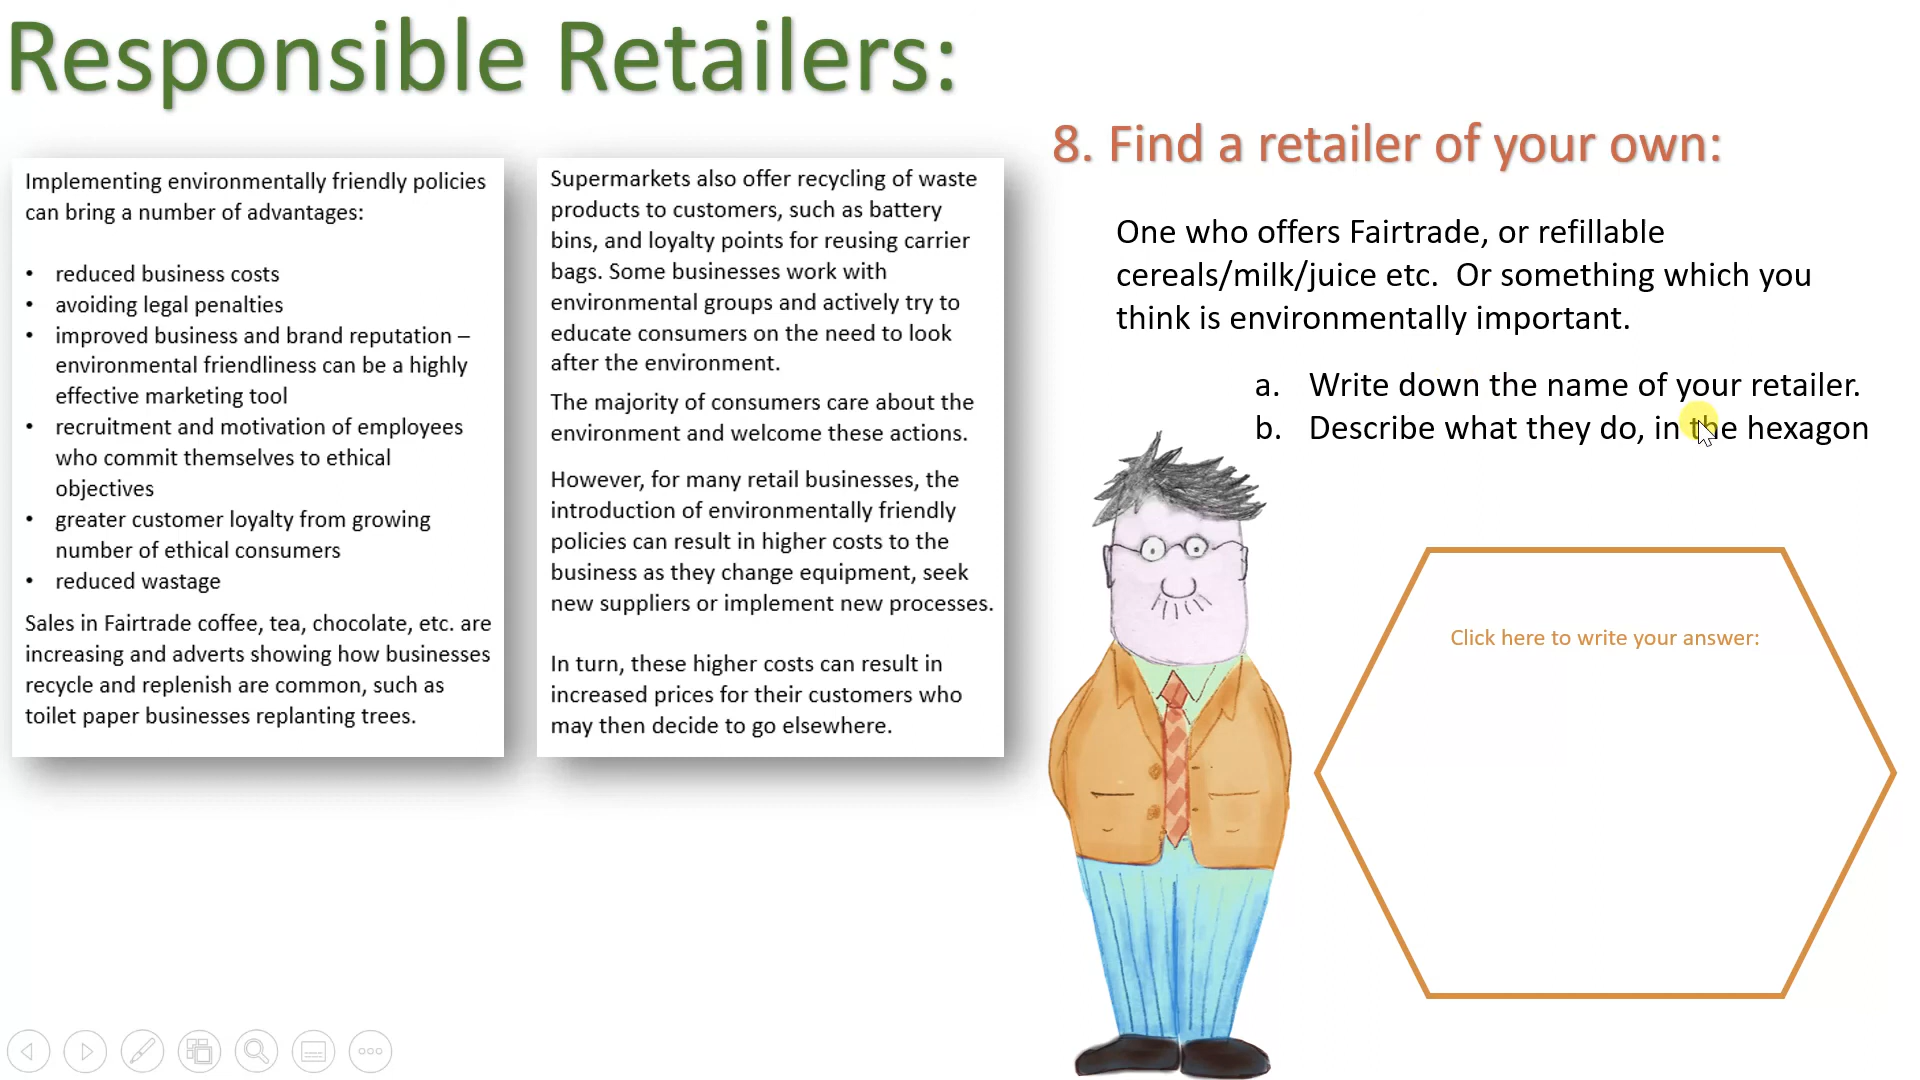 Responsible Retailers:
Implementing environmentally friendly policies
can bring a number of advantages:
• reduced business costs
• avoiding legal penalties
• improved business and brand reputation –
environmental friendliness can be a highly
effective marketing tool
• recruitment and motivation of employees
who commit themselves to ethical
objectives
• greater customer loyalty from growing
number of ethical consumers
• reduced wastage
Sales in Fairtrade coffee, tea, chocolate, etc. are
increasing and adverts showing how businesses
recycle and replenish are common, such as
toilet paper businesses replanting trees.
Supermarkets also offer recycling of waste
products to customers, such as battery
bins, and loyalty points for reusing carrier
bags. Some businesses work with
environmental groups and actively try to
educate consumers on the need to look
after the environment.
The majority of consumers care about the
environment and welcome these actions.
However, for many retail businesses, the
introduction of environmentally friendly
policies can result in higher costs to the
business as they change equipment, seek
new suppliers or implement new processes.
In turn, these higher costs can result in
increased prices for their customers who
may then decide to go elsewhere.
8. Find a retailer of your own:
One who offers Fairtrade, or refillable
cereals/milk/juice etc. Or something which you
think is environmentally important.
a. Write down the name of your retailer.
b. Describe what they do, in the hexagon
Click here to write your answer: